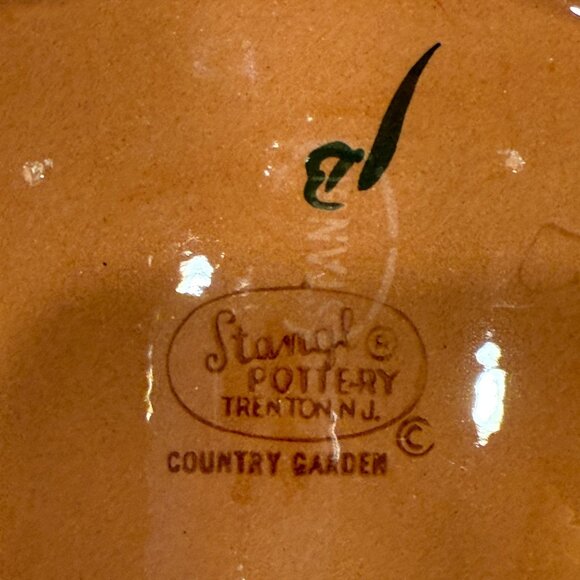 Stangl ®
POTTERY
TRENTON N.J.
©
COUNTRY GARDEN